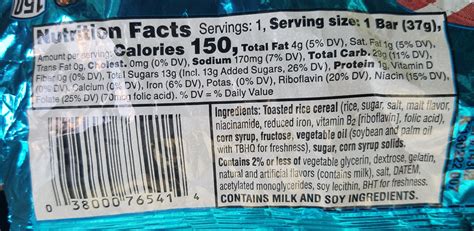 150
Nutrition Facts Servings: 1, Serving size: 1 Bar (37g),
Amount per serving: Calories 150, Total Fat 4g (5% DV), Sat. Fat 1g (5% DV),
Trans Fat 0g, Cholest. 0mg (0% DV), Sodium 170mg (7% DV), Total Carb. 29g (11% DV),
Fiber 0g (0% DV), Total Sugars 13g (Incl. 13g Added Sugars, 26% DV), Protein 1g, Vitamin D
(0% DV), Calcium (0% DV), Iron (6% DV), Potas. (0% DV), Riboflavin (20% DV), Niacin (15% DV),
Folate (25% DV) (70mcg folic acid). % DV = % Daily Value
Ingredients: Toasted rice cereal (rice, sugar, salt, malt flavor,
niacinamide, reduced iron, vitamin B2 [riboflavin], folic acid),
corn syrup, fructose, vegetable oil (soybean and palm oil
with TBHQ for freshness), sugar, corn syrup solids.
Contains 2% or less of vegetable glycerin, dextrose, gelatin,
natural and artificial flavors (contains milk), salt, DATEM,
acetylated monoglycerides, soy lecithin, BHT for freshness.
CONTAINS MILK AND SOY INGREDIENTS.
0 38000 76541 4